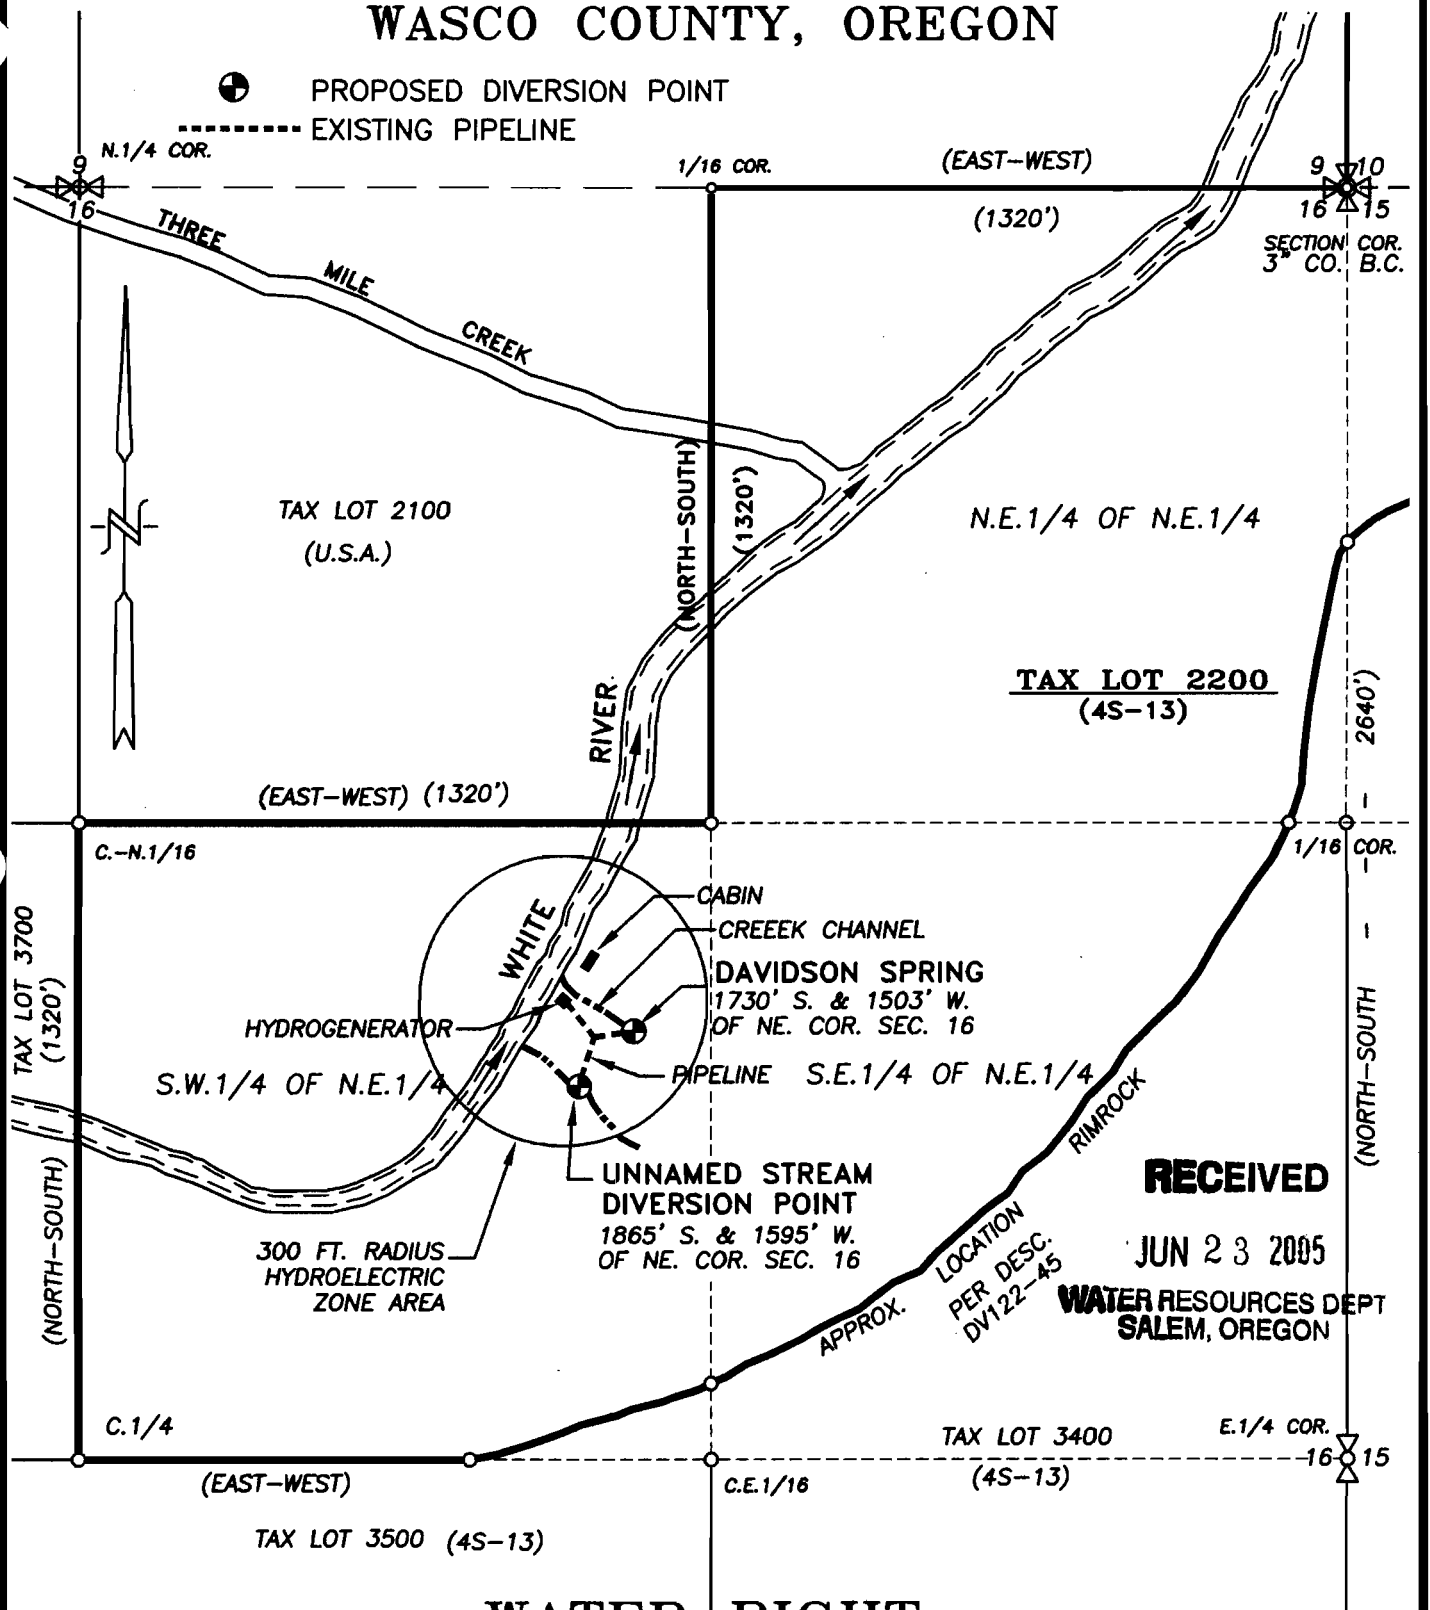 WASCO COUNTY, OREGON
PROPOSED DIVERSION POINT
EXISTING PIPELINE
9
N.1/4 COR.
16
1/16 COR.
(EAST-WEST)
(1320')
9 10
16 15
SECTION COR.
3" CO. B.C.
THREE
MILE
CREEK
N
TAX LOT 2100
(U.S.A.)
(NORTH-SOUTH)
(1320')
N.E.1/4 OF N.E.1/4
TAX LOT 2200
(4S-13)
2640')
RIVER
(EAST-WEST) (1320')
C.-N.1/16
1/16 COR.
TAX LOT 3700
(1320')
WHITE
CABIN
CREEEK CHANNEL
DAVIDSON SPRING
1730' S. & 1503' W.
OF NE. COR. SEC. 16
HYDROGENERATOR
S.W.1/4 OF N.E.1/4
PIPELINE
S.E.1/4 OF N.E.1/4
(NORTH-SOUTH
RIMROCK
(NORTH-SOUTH)
UNNAMED STREAM
DIVERSION POINT
1865' S. & 1595' W.
OF NE. COR. SEC. 16
300 FT. RADIUS
HYDROELECTRIC
ZONE AREA
APPROX.
LOCATION
PER DESC.
DV122-45
RECEIVED
JUN 23 2005
WATER RESOURCES DEPT
SALEM, OREGON
C.1/4
(EAST-WEST)
TAX LOT 3500 (4S-13)
C.E.1/16
TAX LOT 3400
(4S-13)
E.1/4 COR.
16 15
WATER RIGHT